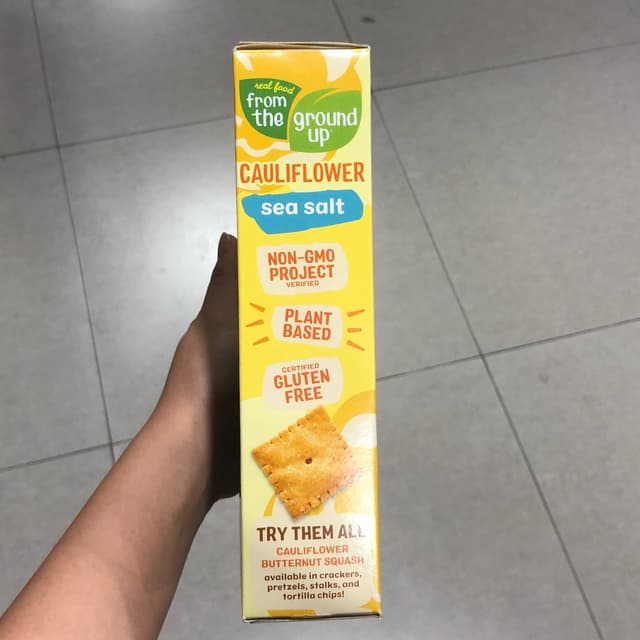 real food
from
the
ground
up
CAULIFLOWER
sea salt
NON-GMO
PROJECT
VERIFIED
PLANT
BASED
CERTIFIED
GLUTEN
FREE
TRY THEM ALL
CAULIFLOWER
BUTTERNUT SQUASH
available in crackers,
pretzels, stalks, and
tortilla chips!